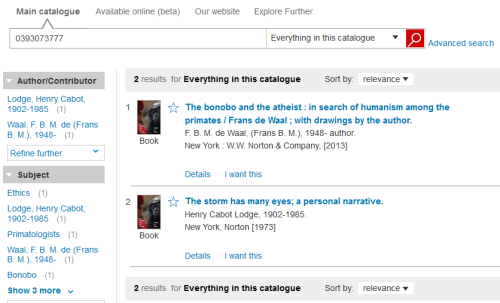 Main catalogue Available online (beta) Our website Explore Further
0393073777 Everything in this catalogue Advanced search
Author/Contributor
Lodge, Henry Cabot, 1902-1985 (1)
Waal, F. B. M. de (Frans B. M.), 1948- (1)
Refine further
Subject
Ethics (1)
Lodge, Henry Cabot, 1902-1985 (1)
Primatologists (1)
Waal, F. B. M. de (Frans B. M.), 1948- (1)
Bonobo (1)
Show 3 more
2 results for Everything in this catalogue Sort by: relevance
1
Book
The bonobo and the atheist : in search of humanism among the
primates / Frans de Waal ; with drawings by the author.
F. B. M. de Waal, (Frans B. M.), 1948- author.
New York : W.W. Norton & Company, [2013]
Details I want this
2
Book
The storm has many eyes; a personal narrative.
Henry Cabot Lodge, 1902-1985.
New York, Norton [1973]
Details I want this
2 results for Everything in this catalogue Sort by: relevance